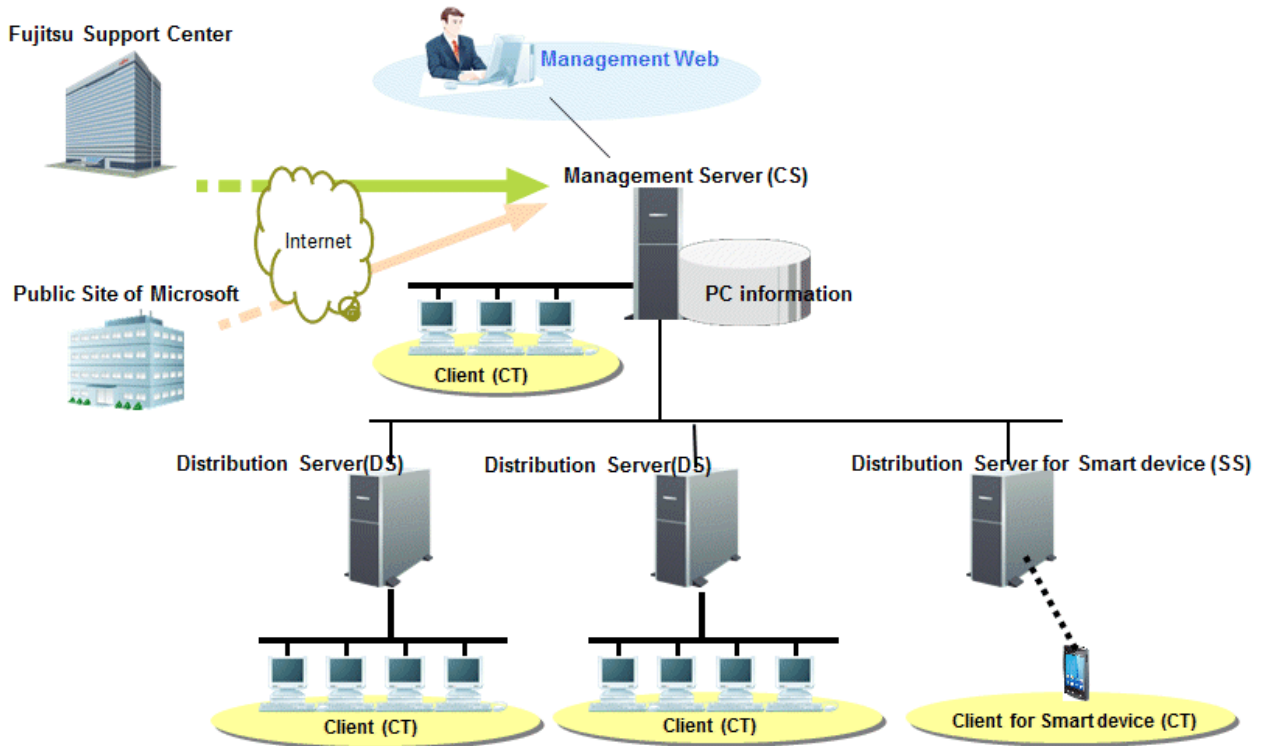 Fujitsu Support Center
Management Web
Management Server (CS)
Internet
Public Site of Microsoft
PC information
Client (CT)
Distribution Server(DS)
Distribution Server(DS)
Distribution Server for Smart device (SS)
Client (CT)
Client (CT)
Client for Smart device (CT)